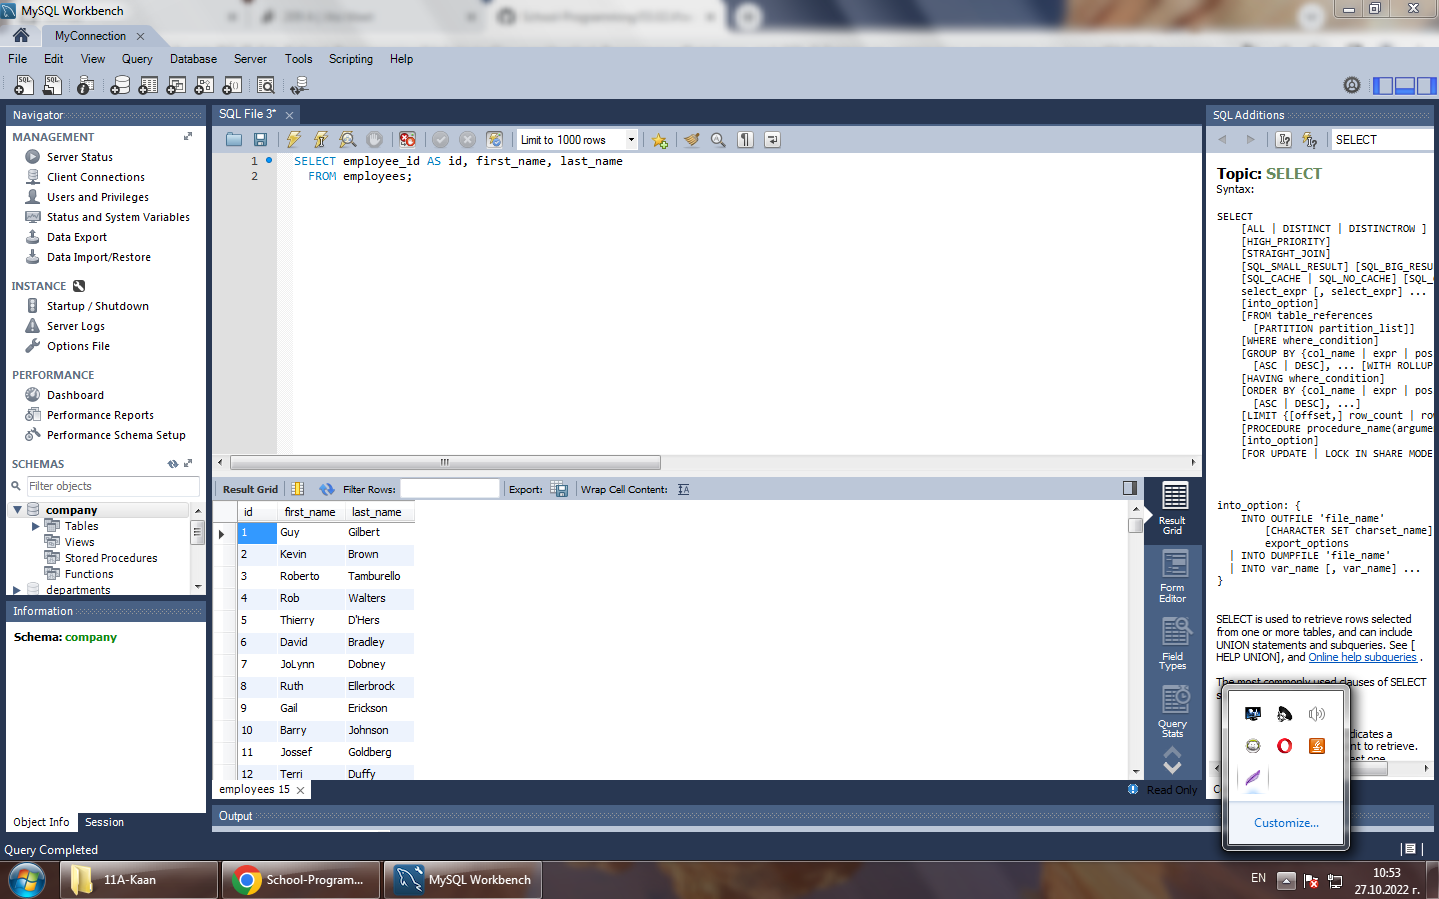 MySQL Workbench
MyConnection
File Edit View Query Database Server Tools Scripting Help
Navigator
MANAGEMENT
Server Status
Client Connections
Users and Privileges
Status and System Variables
Data Export
Data Import/Restore
INSTANCE
Startup / Shutdown
Server Logs
Options File
PERFORMANCE
Dashboard
Performance Reports
Performance Schema Setup
SCHEMAS
Filter objects
company
Tables
Views
Stored Procedures
Functions
departments
Information
Schema: company
Object Info Session
Query Completed
SQL File 3*
Limit to 1000 rows
1 SELECT employee_id AS id, first_name, last_name
2 FROM employees;
Result Grid Filter Rows: Export: Wrap Cell Content:
id first_name last_name
1 Guy Gilbert
2 Kevin Brown
3 Roberto Tamburello
4 Rob Walters
5 Thierry D'Hers
6 David Bradley
7 JoLynn Dobney
8 Ruth Ellerbrock
9 Gail Erickson
10 Barry Johnson
11 Jossef Goldberg
12 Terri Duffy
Result
Grid
Form
Editor
Field
Types
Query
Stats
employees 15
Read Only
Output
SQL Additions
SELECT
Topic: SELECT
Syntax:
SELECT
[ALL | DISTINCT | DISTINCTROW ]
[HIGH_PRIORITY]
[STRAIGHT_JOIN]
[SQL_SMALL_RESULT] [SQL_BIG_RESU
[SQL_CACHE | SQL_NO_CACHE] [SQL_
select_expr [, select_expr] ...
[into_option]
[FROM table_references
[PARTITION partition_list]]
[WHERE where_condition]
[GROUP BY {col_name | expr | pos
[ASC | DESC], ... [WITH ROLLUP
[HAVING where_condition]
[ORDER BY {col_name | expr | pos
[ASC | DESC], ...]
[LIMIT {[offset,] row_count | ro
[PROCEDURE procedure_name(argume
[into_option]
[FOR UPDATE | LOCK IN SHARE MODE
into_option: {
INTO OUTFILE 'file_name'
[CHARACTER SET charset_name]
export_options
| INTO DUMPFILE 'file_name'
| INTO var_name [, var_name] ...
}
SELECT is used to retrieve rows selected
from one or more tables, and can include
UNION statements and subqueries. See [
HELP UNION], and Online help subqueries .
The most commonly used clauses of SELECT
dicates a
nt to retrieve.
est one
Customize...
11A-Kaan
School-Program...
MySQL Workbench
EN
10:53
27.10.2022 г.